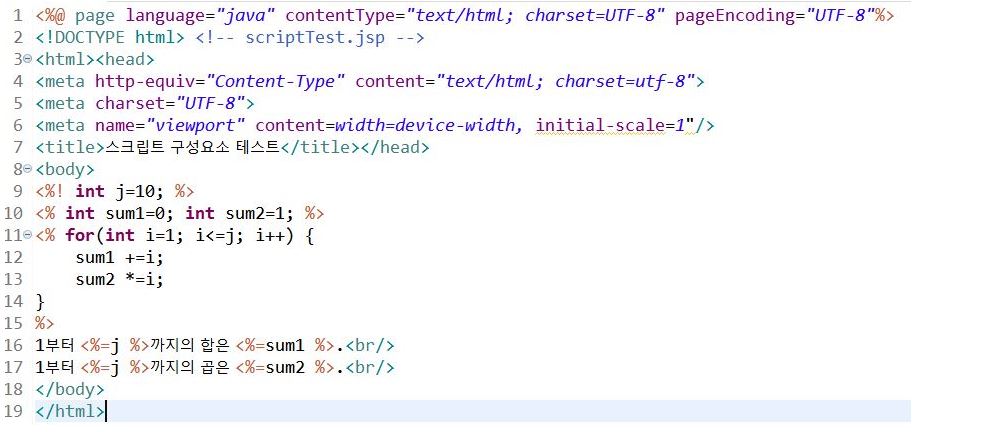 1 <%@ page language="java" contentType="text/html; charset=UTF-8" pageEncoding="UTF-8"%>
2 <!DOCTYPE html> <!-- scriptTest.jsp -->
3 <html><head>
4 <meta http-equiv="Content-Type" content="text/html; charset=utf-8">
5 <meta charset="UTF-8">
6 <meta name="viewport" content=width=device-width, initial-scale=1"/>
7 <title>스크립트 구성요소 테스트</title></head>
8 <body>
9 <%! int j=10; %>
10 <% int sum1=0; int sum2=1; %>
11 <% for(int i=1; i<=j; i++) {
12     sum1 +=i;
13     sum2 *=i;
14 }
15 %>
16 1부터 <%=j %>까지의 합은 <%=sum1 %>.<br/>
17 1부터 <%=j %>까지의 곱은 <%=sum2 %>.<br/>
18 </body>
19 </html>